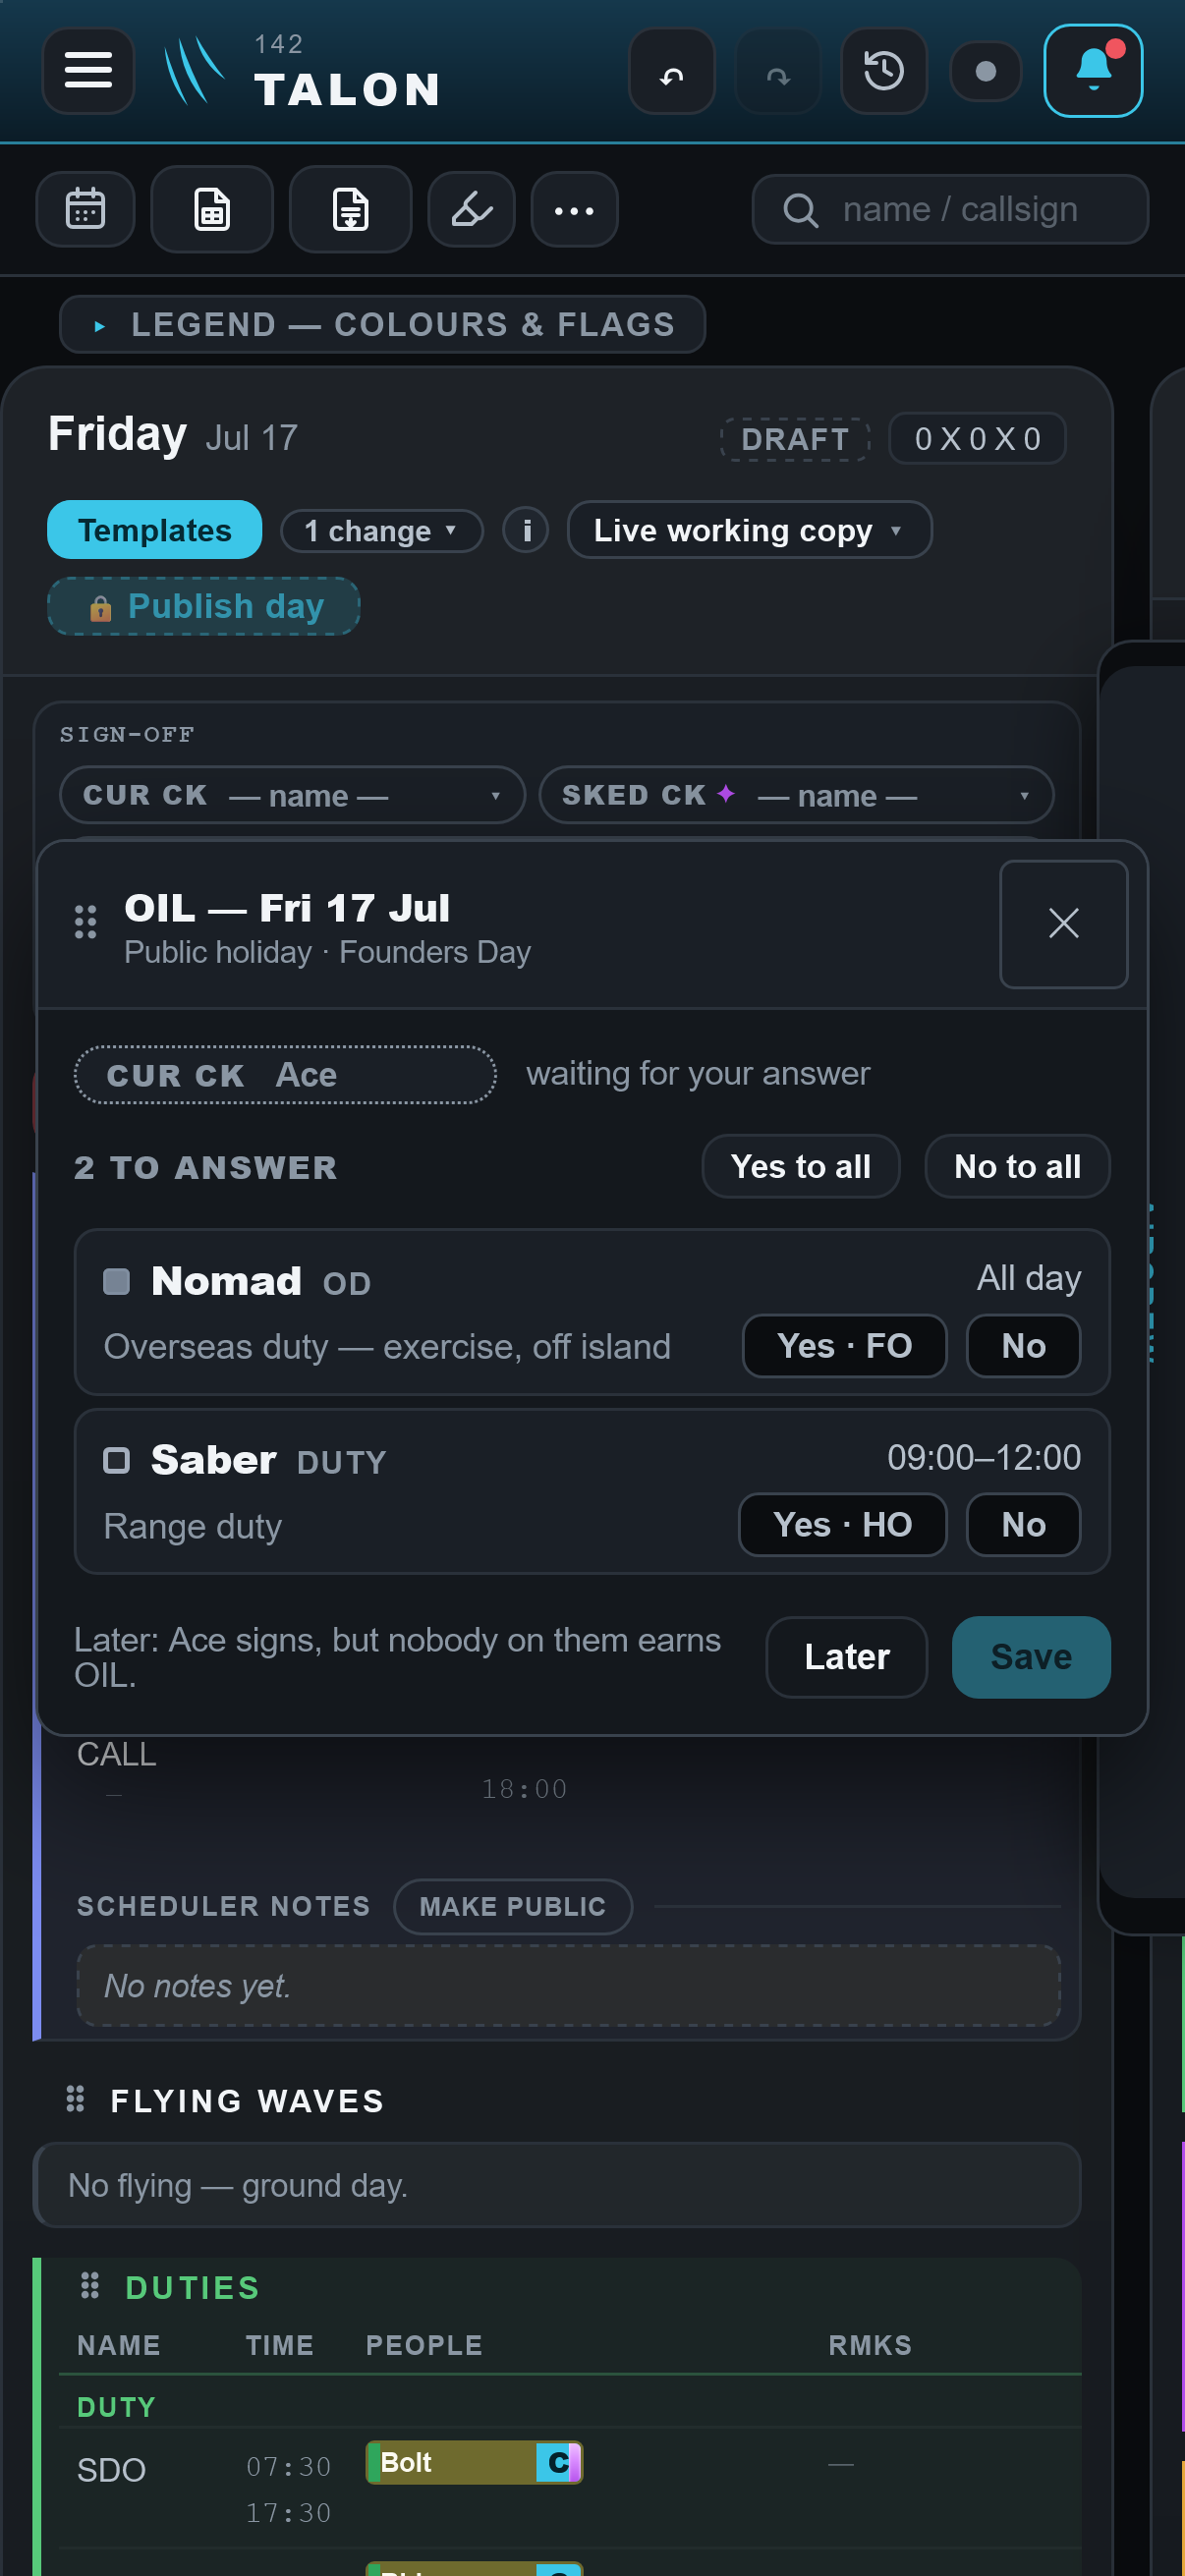 142
TALON
name / callsign
LEGEND — COLOURS & FLAGS
Friday Jul 17
DRAFT
0 X 0 X 0
Templates
1 change
i
Live working copy
Publish day
SIGN-OFF
CUR CK — name —
SKED CK — name —
OIL — Fri 17 Jul
Public holiday · Founders Day
CUR CK Ace
waiting for your answer
2 TO ANSWER
Yes to all
No to all
Nomad OD
All day
Overseas duty — exercise, off island
Yes · FO
No
Saber DUTY
09:00–12:00
Range duty
Yes · HO
No
Later: Ace signs, but nobody on them earns
OIL.
Later
Save
CALL
—
18:00
SCHEDULER NOTES
MAKE PUBLIC
No notes yet.
FLYING WAVES
No flying — ground day.
DUTIES
NAME TIME PEOPLE RMKS
DUTY
SDO 07:30 Bolt C —
17:30